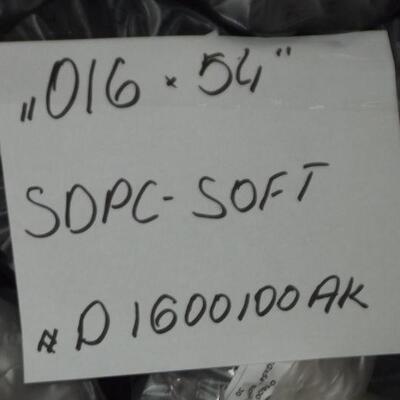 „016 × 54"
SDPC-SOFT
# D1600100AK